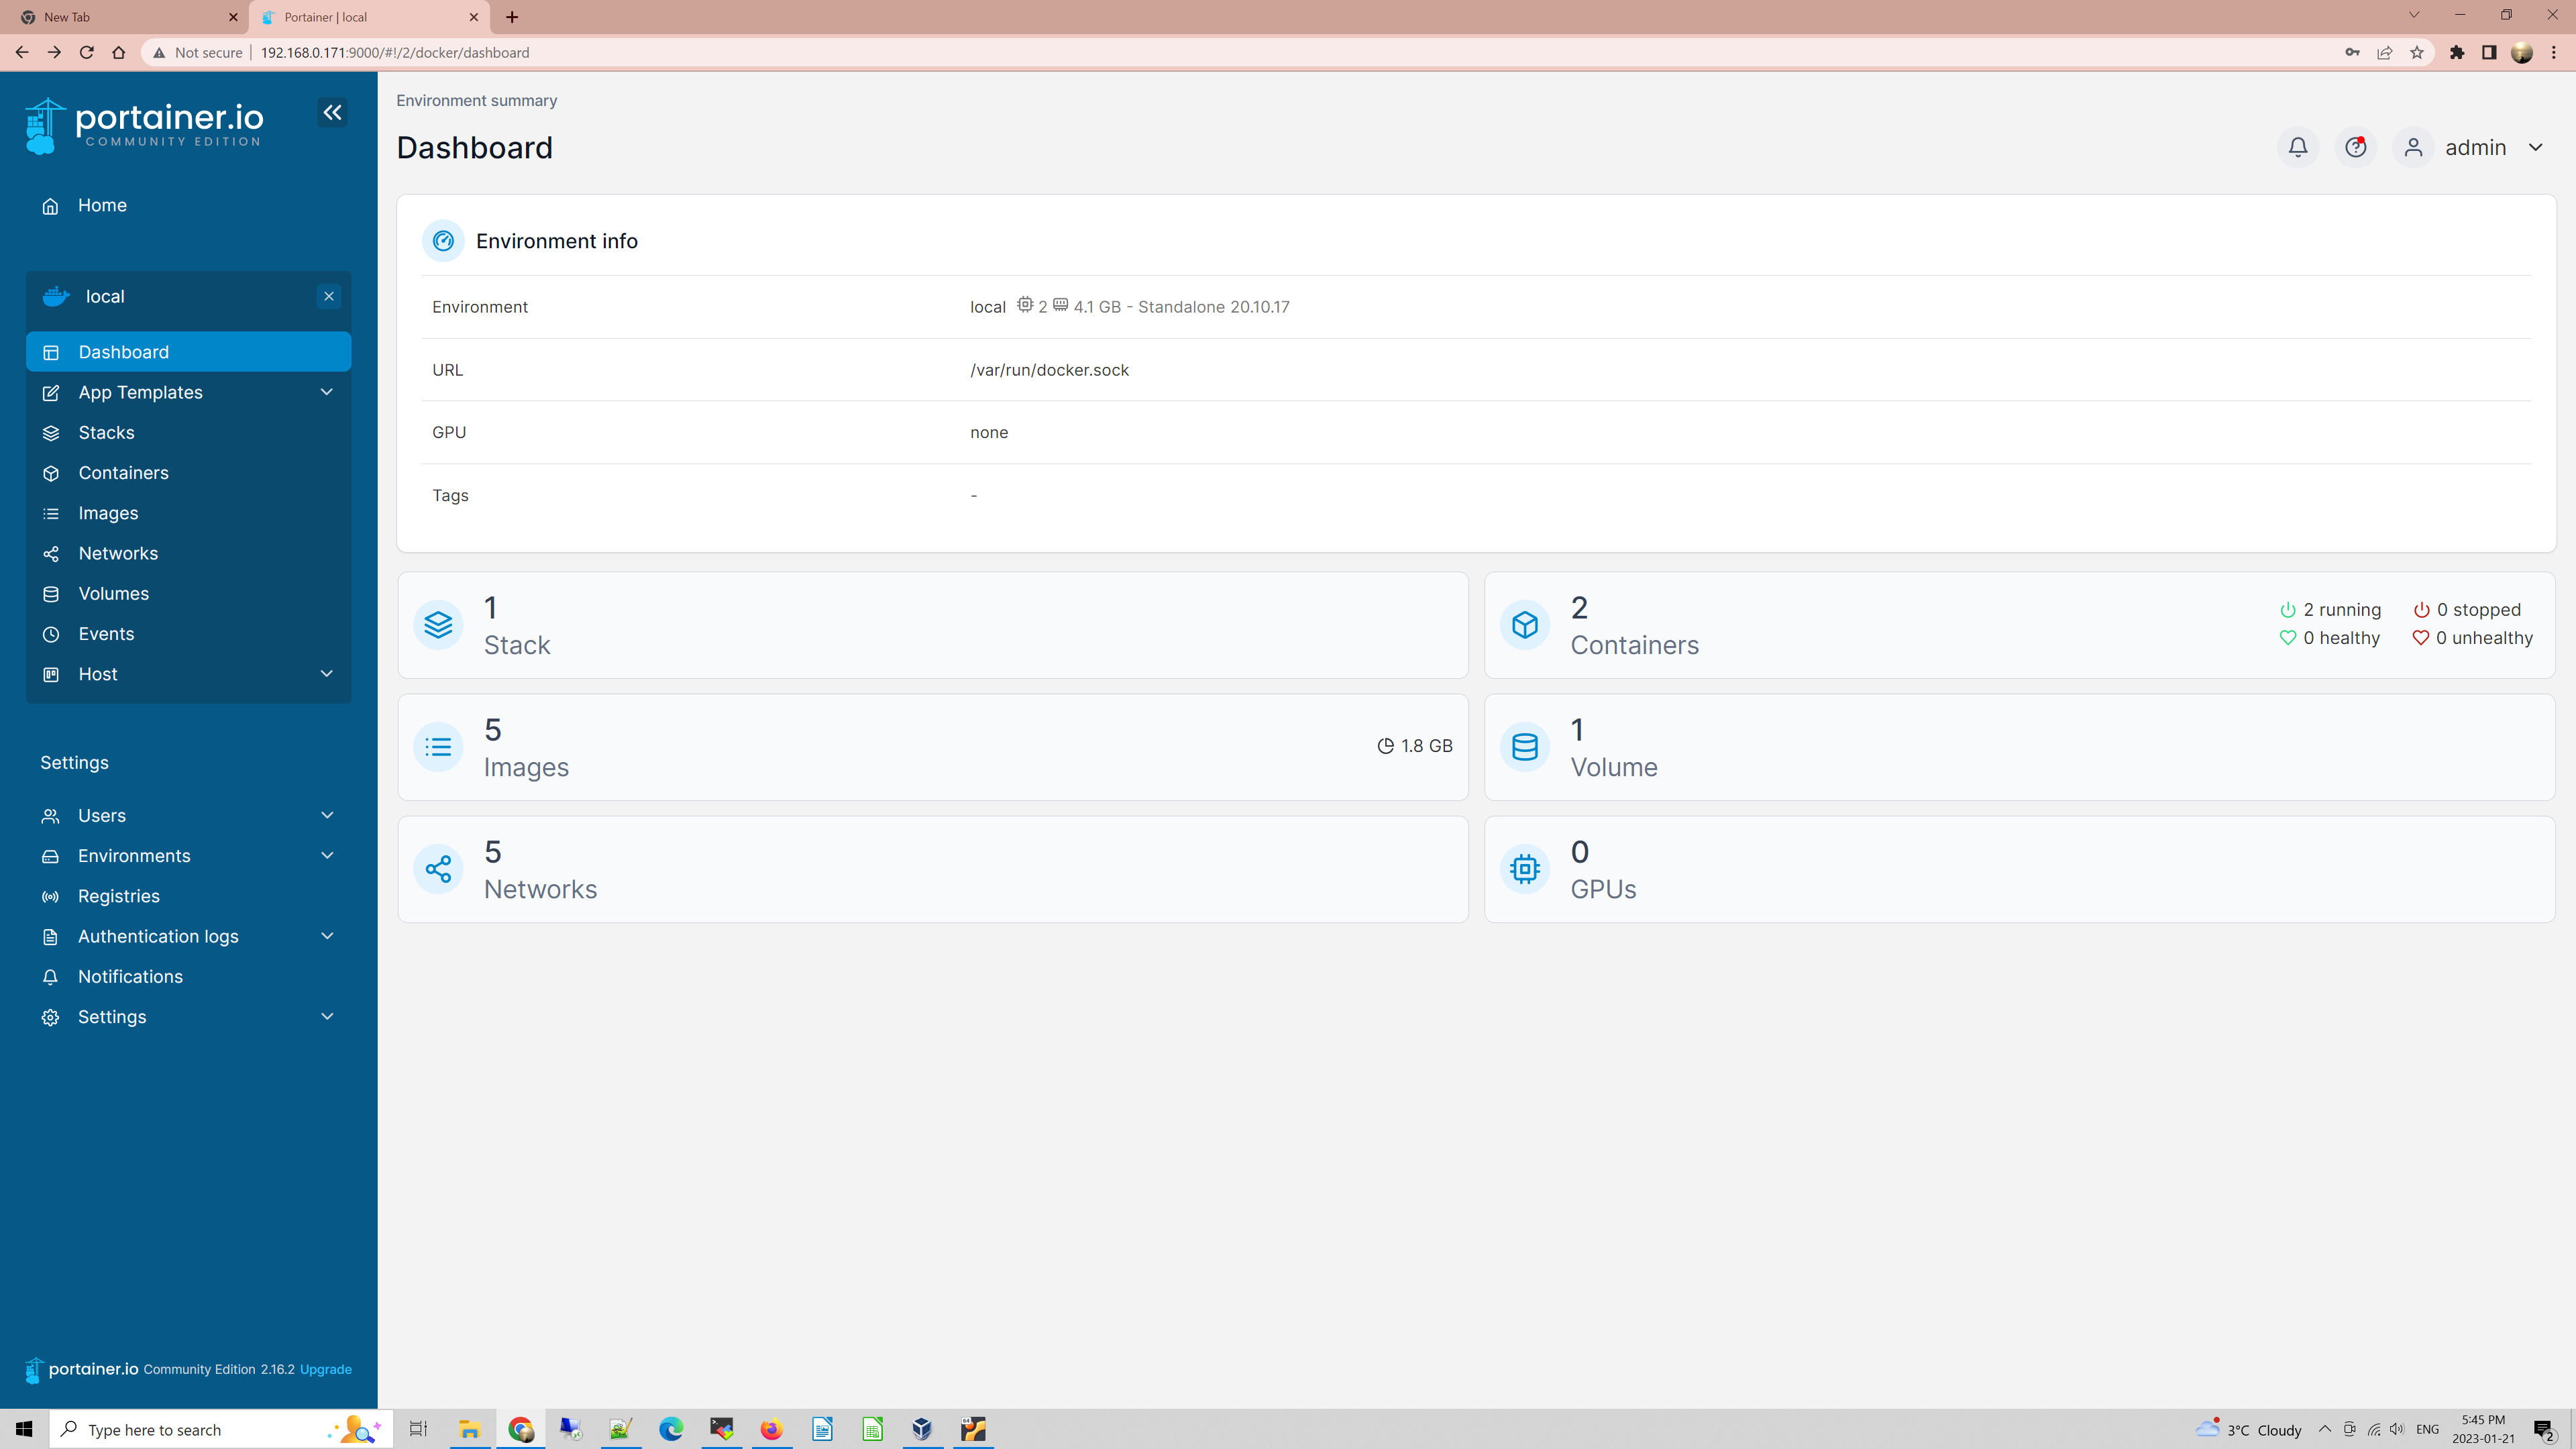 New Tab
Portainer | local
Not secure
192.168.0.171:9000/#!/2/docker/dashboard
portainer.io
COMMUNITY EDITION
Home
local
Dashboard
App Templates
Stacks
Containers
Images
Networks
Volumes
Events
Host
Settings
Users
Environments
Registries
Authentication logs
Notifications
Settings
portainer.io Community Edition 2.16.2 Upgrade
Environment summary
Dashboard
admin
Environment info
Environment local 2 4.1 GB - Standalone 20.10.17
URL /var/run/docker.sock
GPU none
Tags -
1
Stack
2
Containers
2 running 0 stopped
0 healthy 0 unhealthy
5
Images
1.8 GB
1
Volume
5
Networks
0
GPUs
Type here to search
3°C Cloudy
ENG
5:45 PM
2023-01-21
2